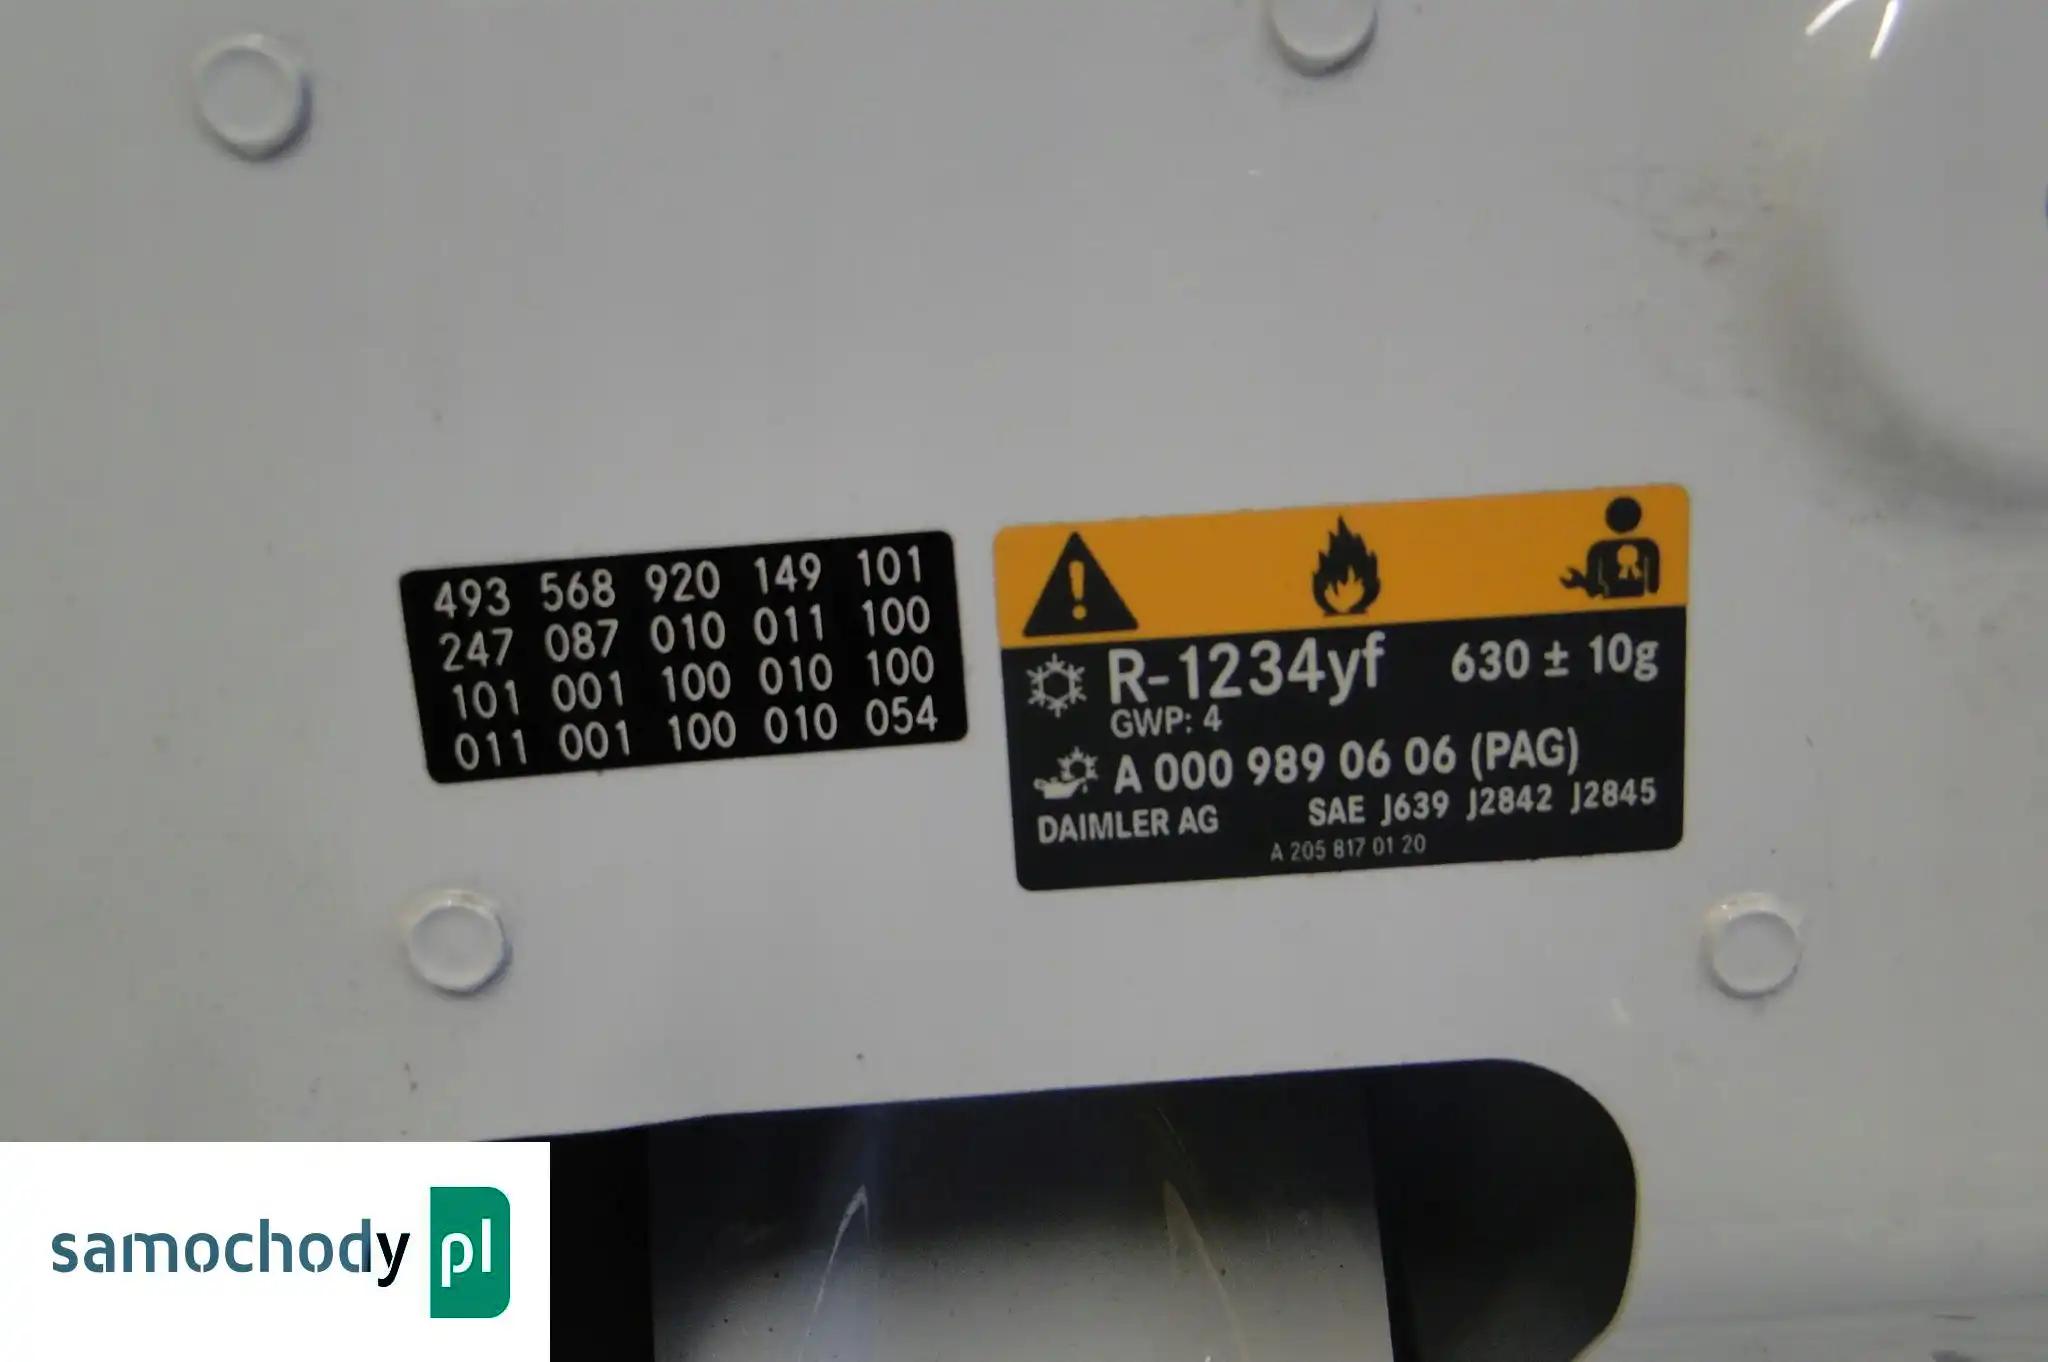 493 568 920 149 101
247 087 010 011 100
101 001 100 010 100
011 001 100 010 054
R-1234yf 630 ± 10g
GWP: 4
A 000 989 06 06 (PAG)
DAIMLER AG SAE J639 J2842 J2845
A 205 817 01 20
samochody pl